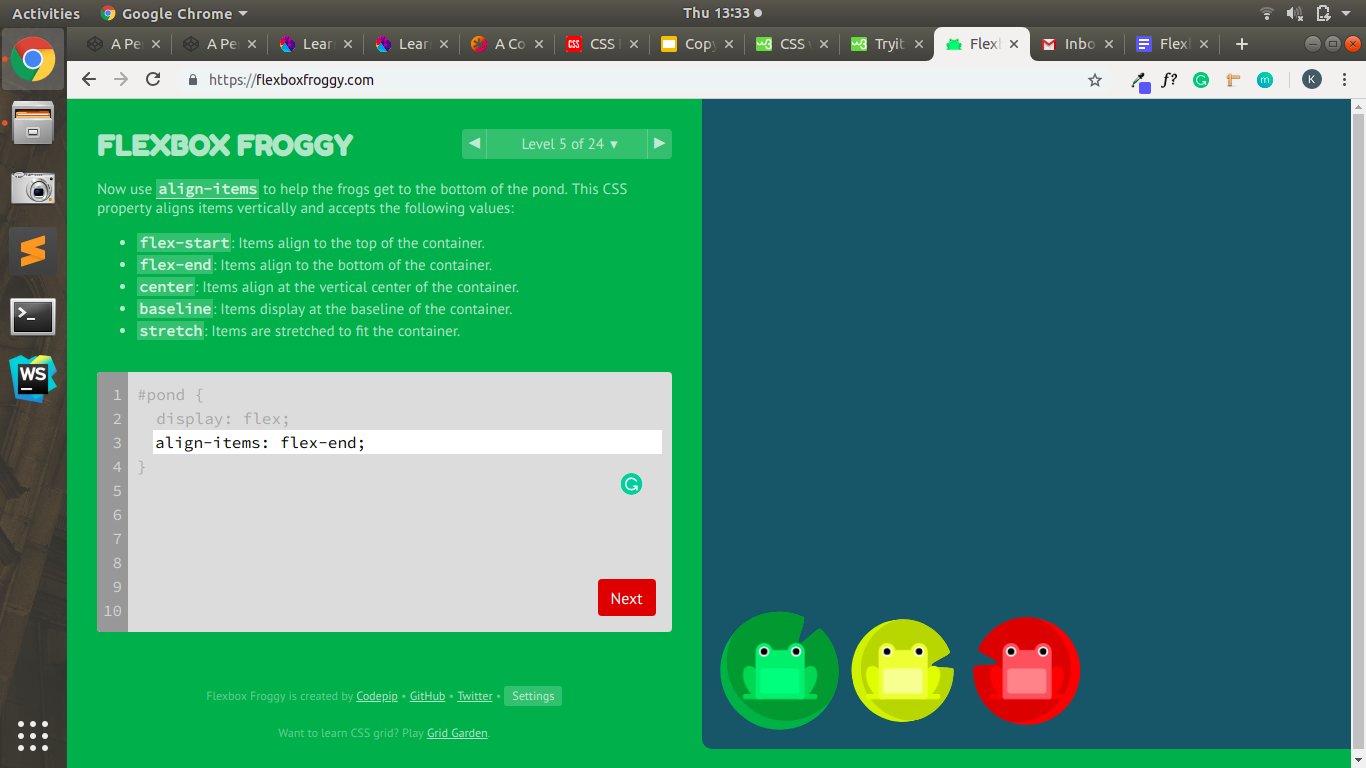 Activities Google Chrome Thu 13:33
A Pe A Pe Lear Lear A Co CSS Copy CSS v Tryit Flex Inbo Flex
https://flexboxfroggy.com f? m K
FLEXBOX FROGGY
Level 5 of 24
Now use align-items to help the frogs get to the bottom of the pond. This CSS
property aligns items vertically and accepts the following values:
flex-start: Items align to the top of the container.
flex-end: Items align to the bottom of the container.
center: Items align at the vertical center of the container.
baseline: Items display at the baseline of the container.
stretch: Items are stretched to fit the container.
1 #pond {
2 display: flex;
3 align-items: flex-end;
4 }
5
6
7
8
9
10
Next
Flexbox Froggy is created by Codepip • GitHub • Twitter • Settings
Want to learn CSS grid? Play Grid Garden.
WS